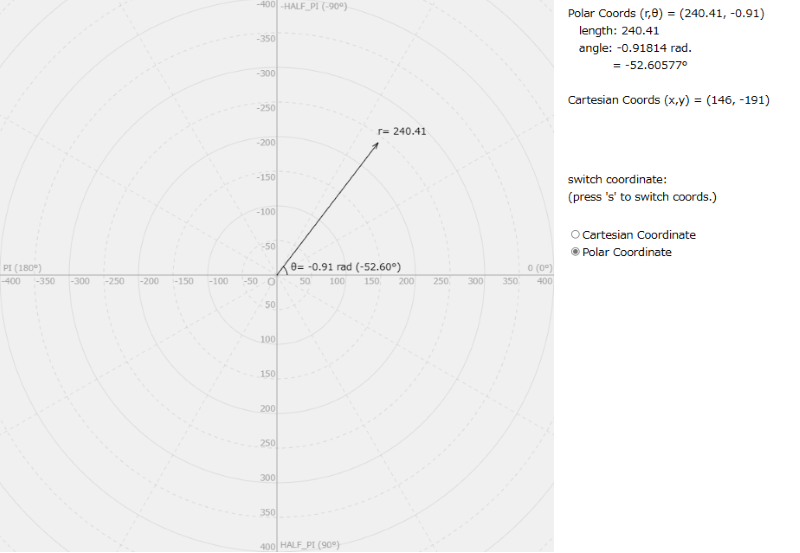 -400 -HALF_PI (-90°)
-350
-300
-250
-200
-150
-100
-50
r= 240.41
θ= -0.91 rad (-52.60°)
PI (180°)
0 (0°)
-400 -350 -300 -250 -200 -150 -100 -50 O 50 100 150 200 250 300 350 400
50
100
150
200
250
300
350
400 HALF_PI (90°)
Polar Coords (r,θ) = (240.41, -0.91)
length: 240.41
angle: -0.91814 rad.
= -52.60577º
Cartesian Coords (x,y) = (146, -191)
switch coordinate:
(press 's' to switch coords.)
Cartesian Coordinate
Polar Coordinate